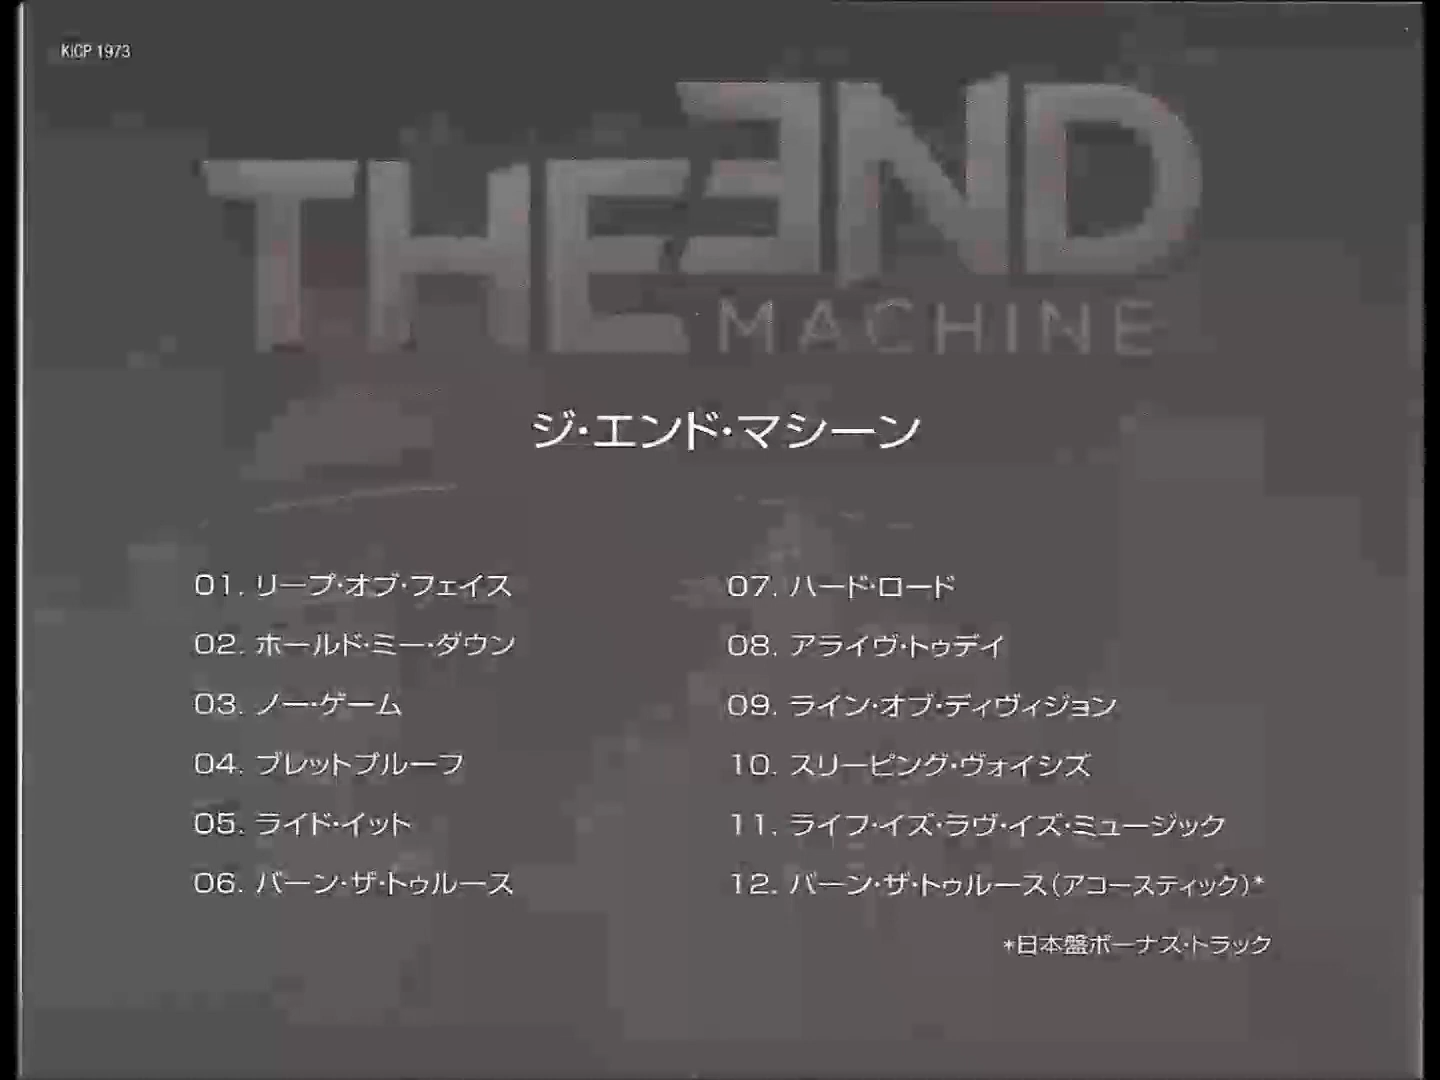 KICP 1973
THE END
MACHINE
ジ・エンド・マシーン
01. リープ・オブ・フェイス
02. ホールド・ミー・ダウン
03. ノー・ゲーム
04. ブレットプルーフ
05. ライド・イット
06. バーン・ザ・トゥルース
07. ハード・ロード
08. アライヴ・トゥデイ
09. ライン・オブ・ディヴィジョン
10. スリーピング・ヴォイシズ
11. ライフ・イズ・ラヴ・イズ・ミュージック
12. バーン・ザ・トゥルース(アコースティック)*
*日本盤ボーナス・トラック